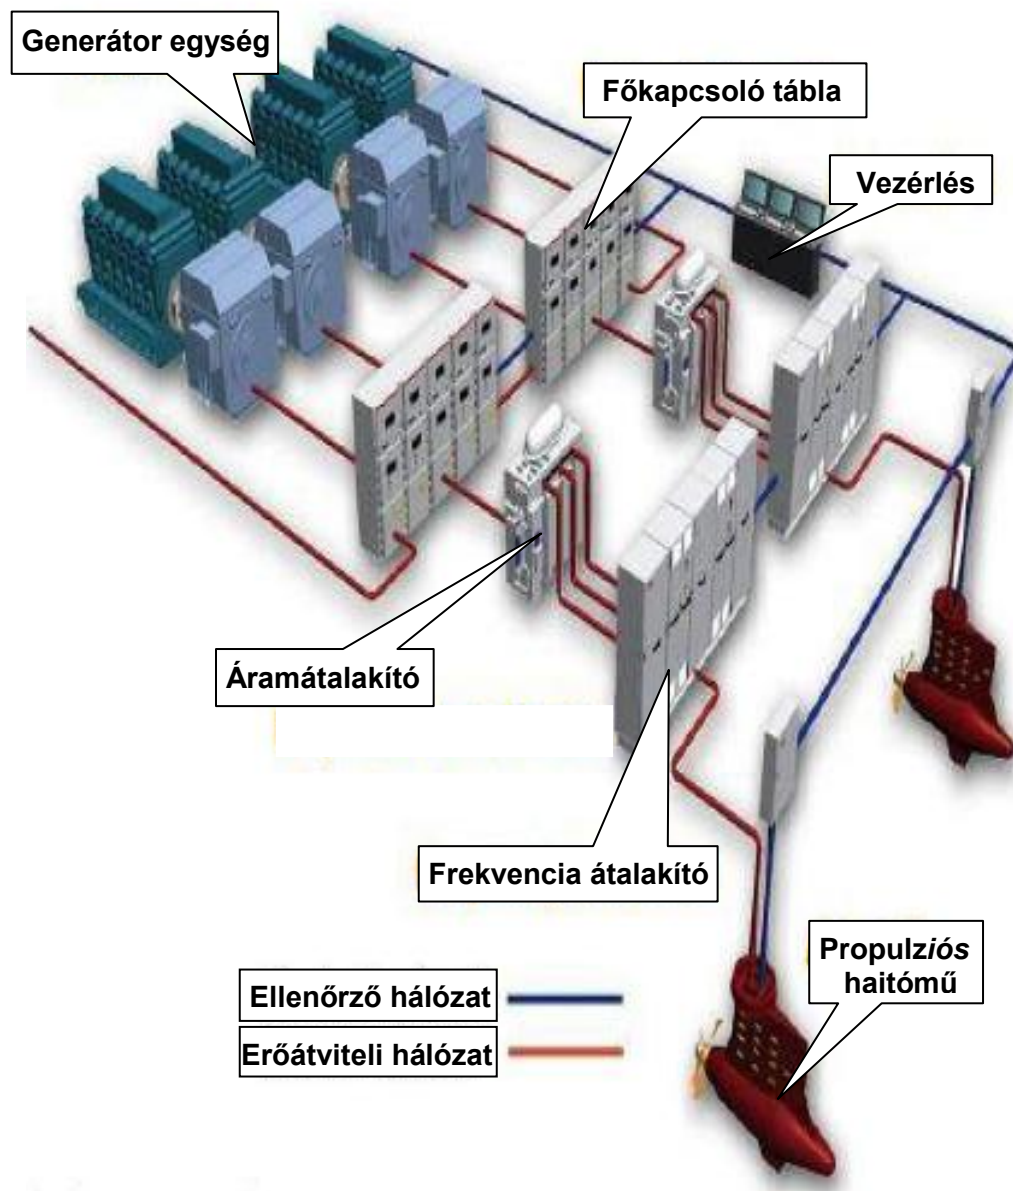 Generátor egység
Főkapcsoló tábla
Vezérlés
Áramátalakító
Frekvencia átalakító
Propulziós
haitómű
Ellenőrző hálózat
Erőátviteli hálózat